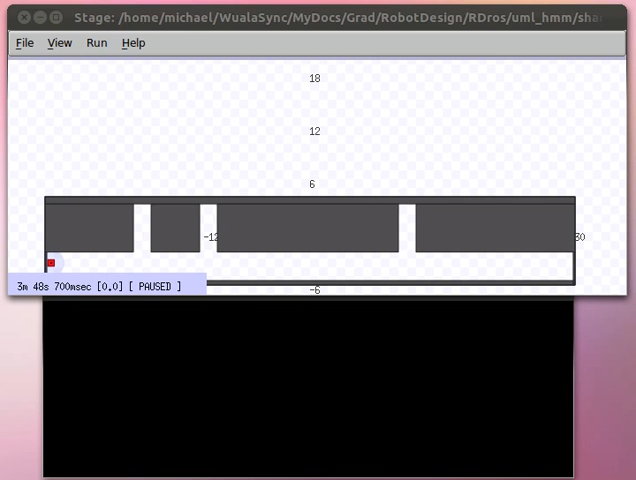 Stage: /home/michael/WualaSync/MyDocs/Grad/RobotDesign/RDros/uml_hmm/sha
File View Run Help
18
12
6
-12 30
3m 48s 700msec [0.0] [ PAUSED ]
-6